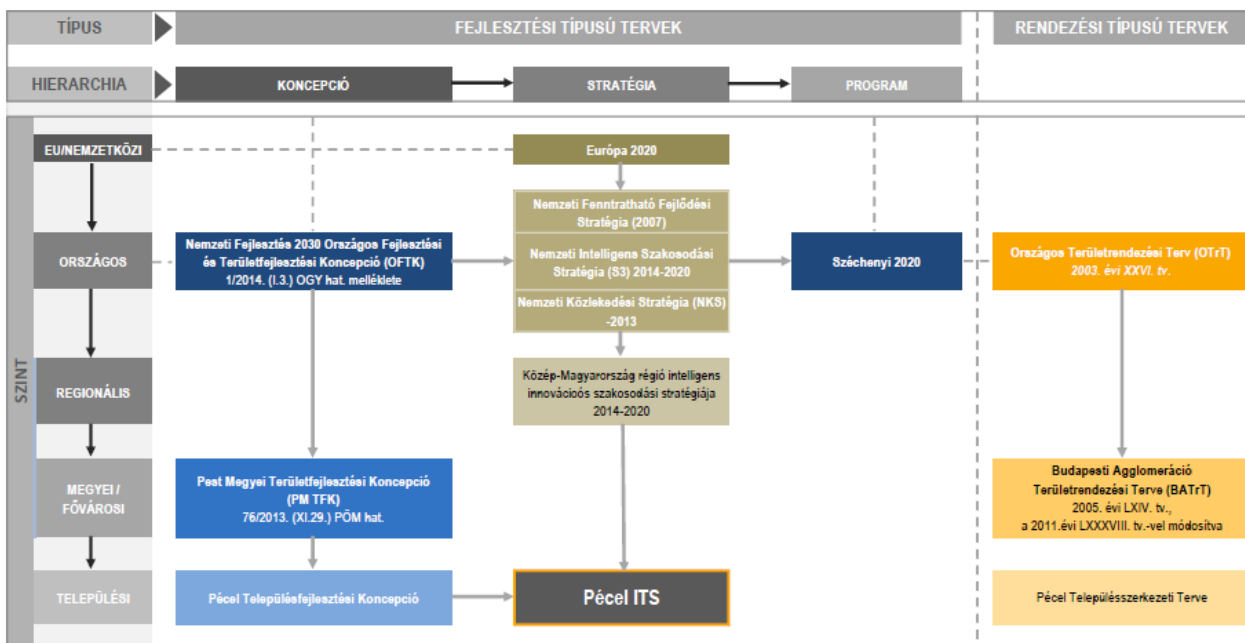 TÍPUS
FEJLESZTÉSI TÍPUSÚ TERVEK
RENDEZÉSI TÍPUSÚ TERVEK
HIERARCHIA
KONCEPCIÓ
STRATÉGIA
PROGRAM
SZINT
EU/NEMZETKÖZI
Európa 2020
Nemzeti Fenntratható Fejlődési
Stratégia (2007)
ORSZÁGOS
Nemzeti Fejlesztés 2030 Országos Fejlesztési
és Területfejlesztési Koncepció (OFTK)
1/2014. (I.3.) OGY hat. melléklete
Nemzeti Intelligens Szakosodási
Stratégia (S3) 2014-2020
Széchenyi 2020
Országos Területrendezési Terv (OTrT)
2003. évi XXVI. tv.
Nemzeti Közlekedési Stratégia (NKS)
-2013
REGIONÁLIS
Közép-Magyarország régió intelligens
innovációós szakosodási stratégiája
2014-2020
MEGYEI /
FŐVÁROSI
Pest Megyei Területfejlesztési Koncepció
(PM TFK)
76/2013. (XI.29.) PÖM hat.
Budapesti Agglomeráció
Területrendezési Terve (BATrT)
2005. évi LXIV. tv.,
a 2011.évi LXXXVIII. tv.-vel módosítva
TELEPÜLÉSI
Pécel Településfejlesztési Koncepció
Pécel ITS
Pécel Településszerkezeti Terve